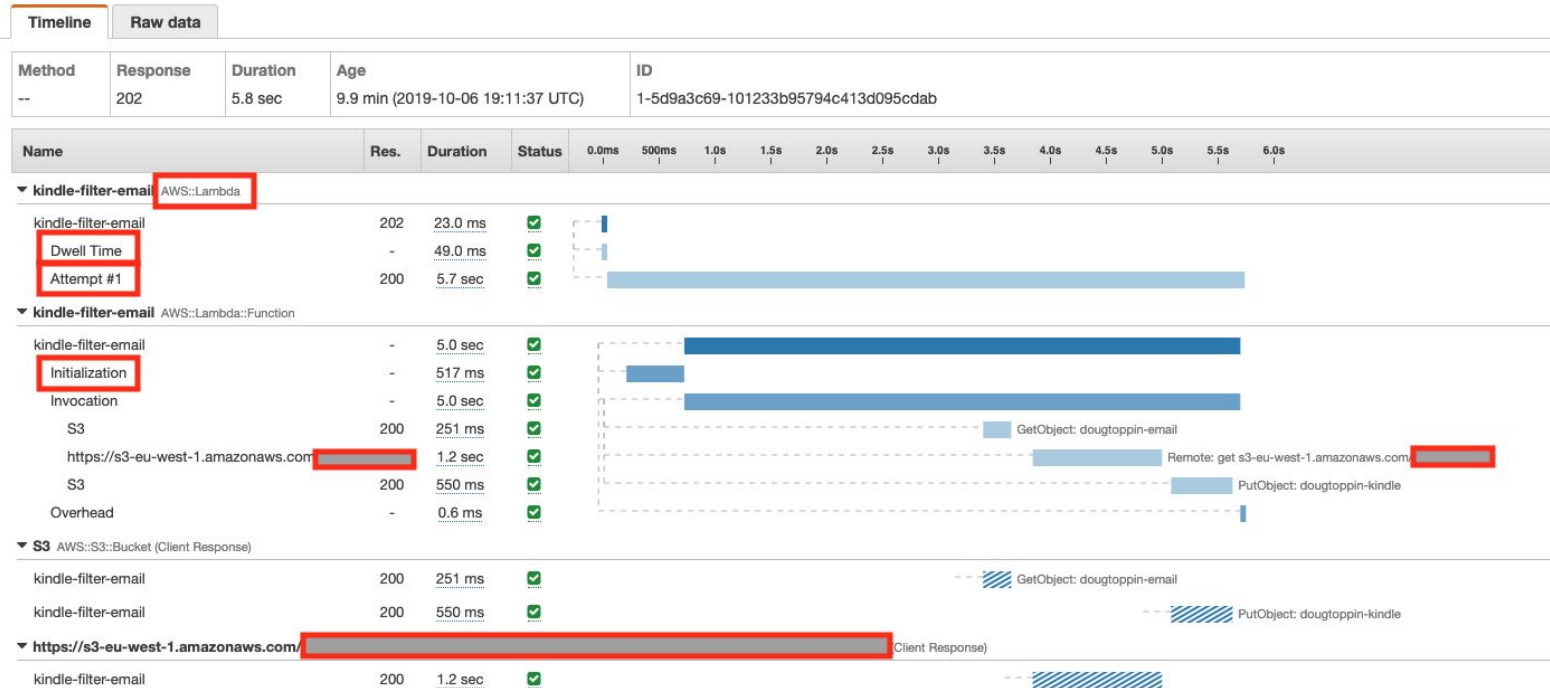 Timeline Raw data
Method Response Duration Age ID
-- 202 5.8 sec 9.9 min (2019-10-06 19:11:37 UTC) 1-5d9a3c69-101233b95794c413d095cdab
Name Res. Duration Status 0.0ms 500ms 1.0s 1.5s 2.0s 2.5s 3.0s 3.5s 4.0s 4.5s 5.0s 5.5s 6.0s
kindle-filter-email AWS::Lambda
kindle-filter-email 202 23.0 ms
Dwell Time - 49.0 ms
Attempt #1 200 5.7 sec
kindle-filter-email AWS::Lambda::Function
kindle-filter-email - 5.0 sec
Initialization - 517 ms
Invocation - 5.0 sec
S3 200 251 ms GetObject: dougtoppin-email
https://s3-eu-west-1.amazonaws.com 1.2 sec Remote: get s3-eu-west-1.amazonaws.com/
S3 200 550 ms PutObject: dougtoppin-kindle
Overhead - 0.6 ms
S3 AWS::S3::Bucket (Client Response)
kindle-filter-email 200 251 ms GetObject: dougtoppin-email
kindle-filter-email 200 550 ms PutObject: dougtoppin-kindle
https://s3-eu-west-1.amazonaws.com/ (Client Response)
kindle-filter-email 200 1.2 sec